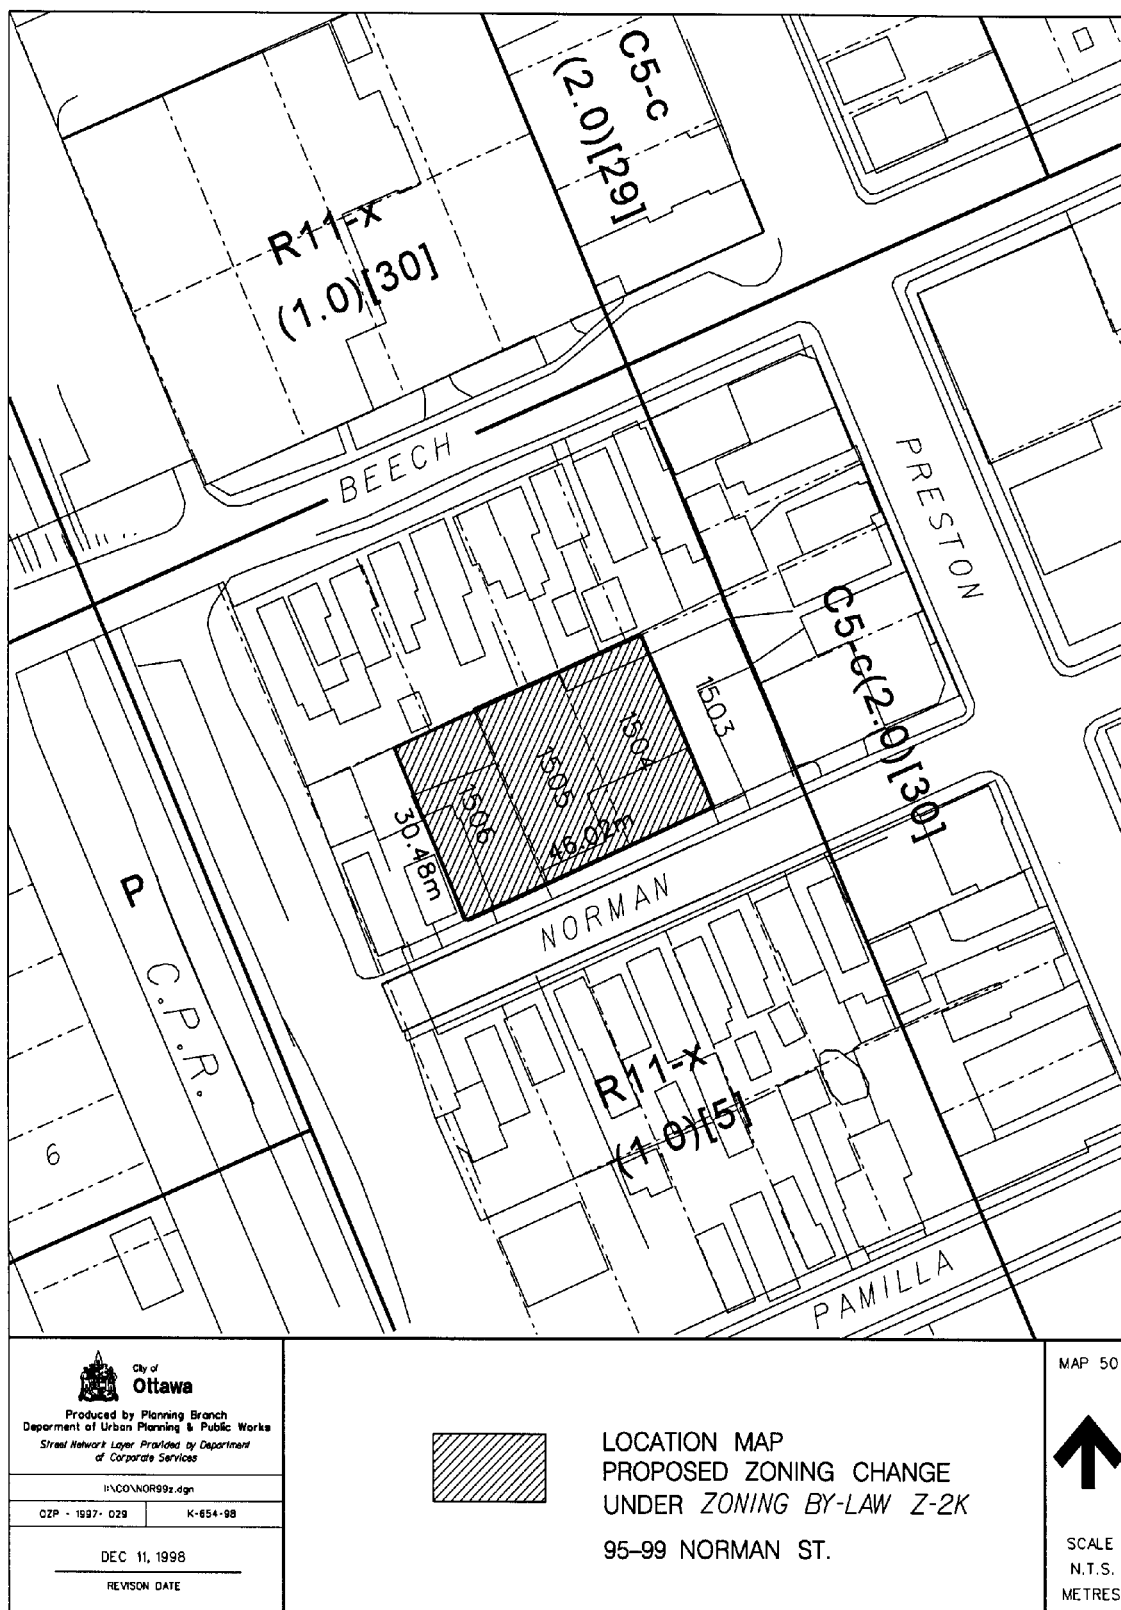 C5-c
(2.0)[29]
R11-x
(1.0)[30]
BEECH
PRESTON
C5-c(2.0)[30]
1503
1504
1505
1506
46.02m
30.48m
NORMAN
P
C.P.R.
R11-x
(1.0)[5]
6
PAMILLA
City of
Ottawa
Produced by Planning Branch
Deparment of Urban Planning & Public Works
Street Network Layer Provided by Department
of Corporate Services
I:\CO\NOR99z.dgn
OZP - 1997- 029
K-654-98
DEC 11, 1998
REVISON DATE
LOCATION MAP
PROPOSED ZONING CHANGE
UNDER ZONING BY-LAW Z-2K
95-99 NORMAN ST.
MAP 50
SCALE
N.T.S.
METRES